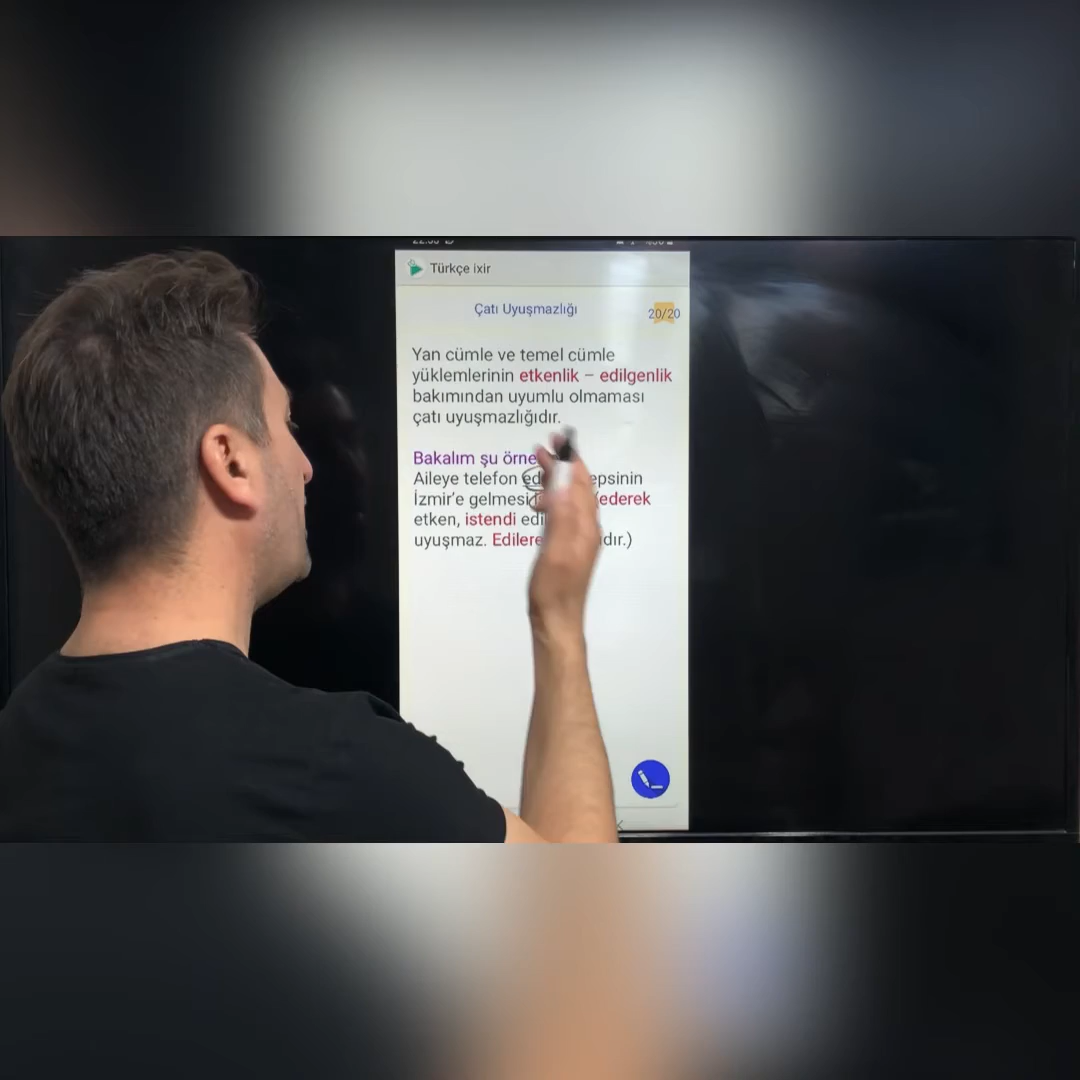 Türkçe ixir
Çatı Uyuşmazlığı
20/20
Yan cümle ve temel cümle
yüklemlerinin etkenlik – edilgenlik
bakımından uyumlu olmaması
çatı uyuşmazlığıdır.
Bakalım şu
Aileye telefon
İzmir'e gelmesi (ederek
etken, istendi
uyuşmaz.